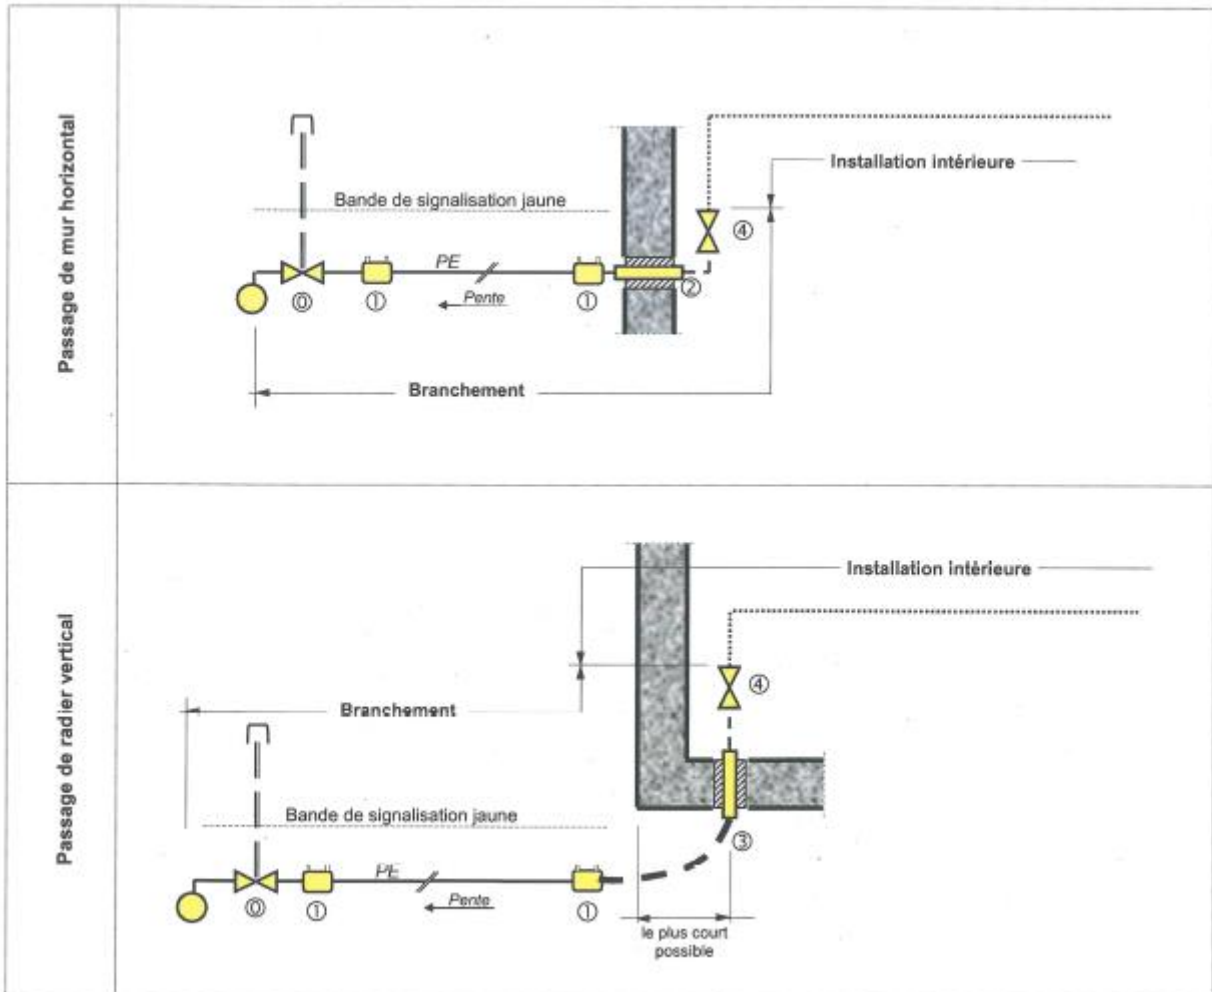 Passage de mur horizontal
Installation intérieure
Bande de signalisation jaune
④
PE
⓪
①
Pente
①
②
Branchement
Passage de radier vertical
Installation intérieure
④
Branchement
Bande de signalisation jaune
③
PE
⓪
①
Pente
①
le plus court
possible